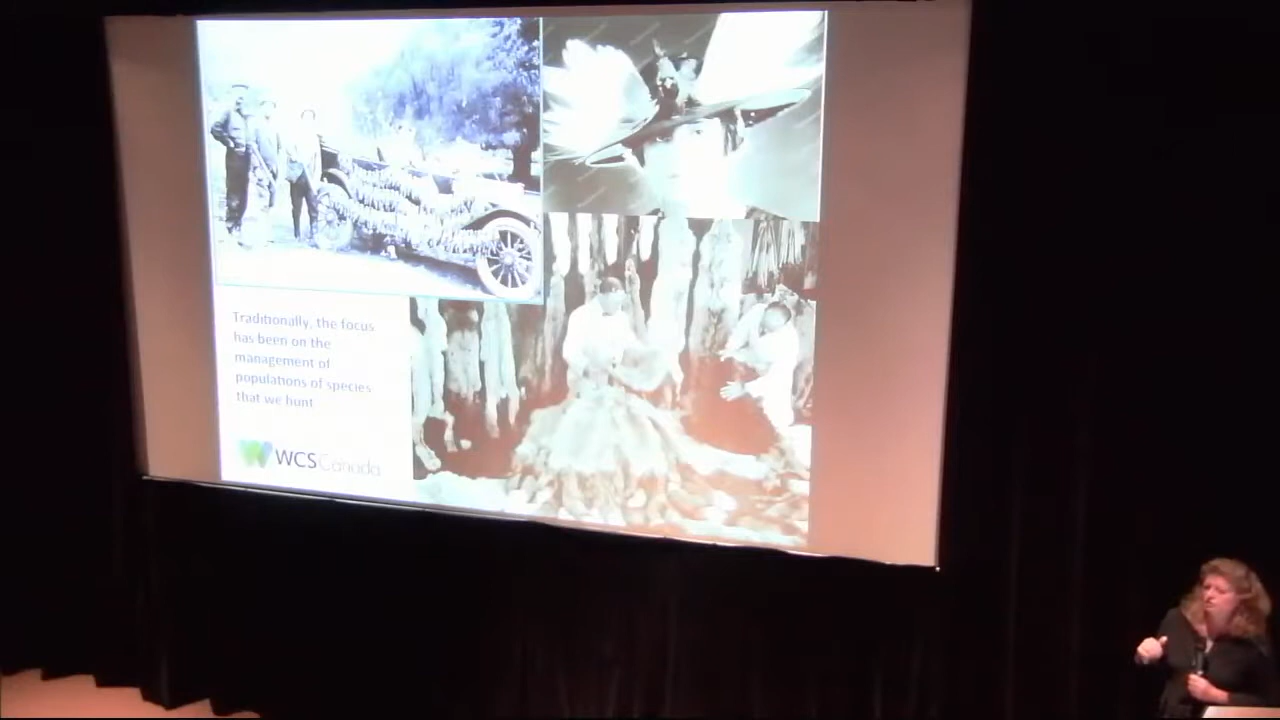 Traditionally, the focus
has been on the
management of
populations of species
that we hunt
WCS Canada